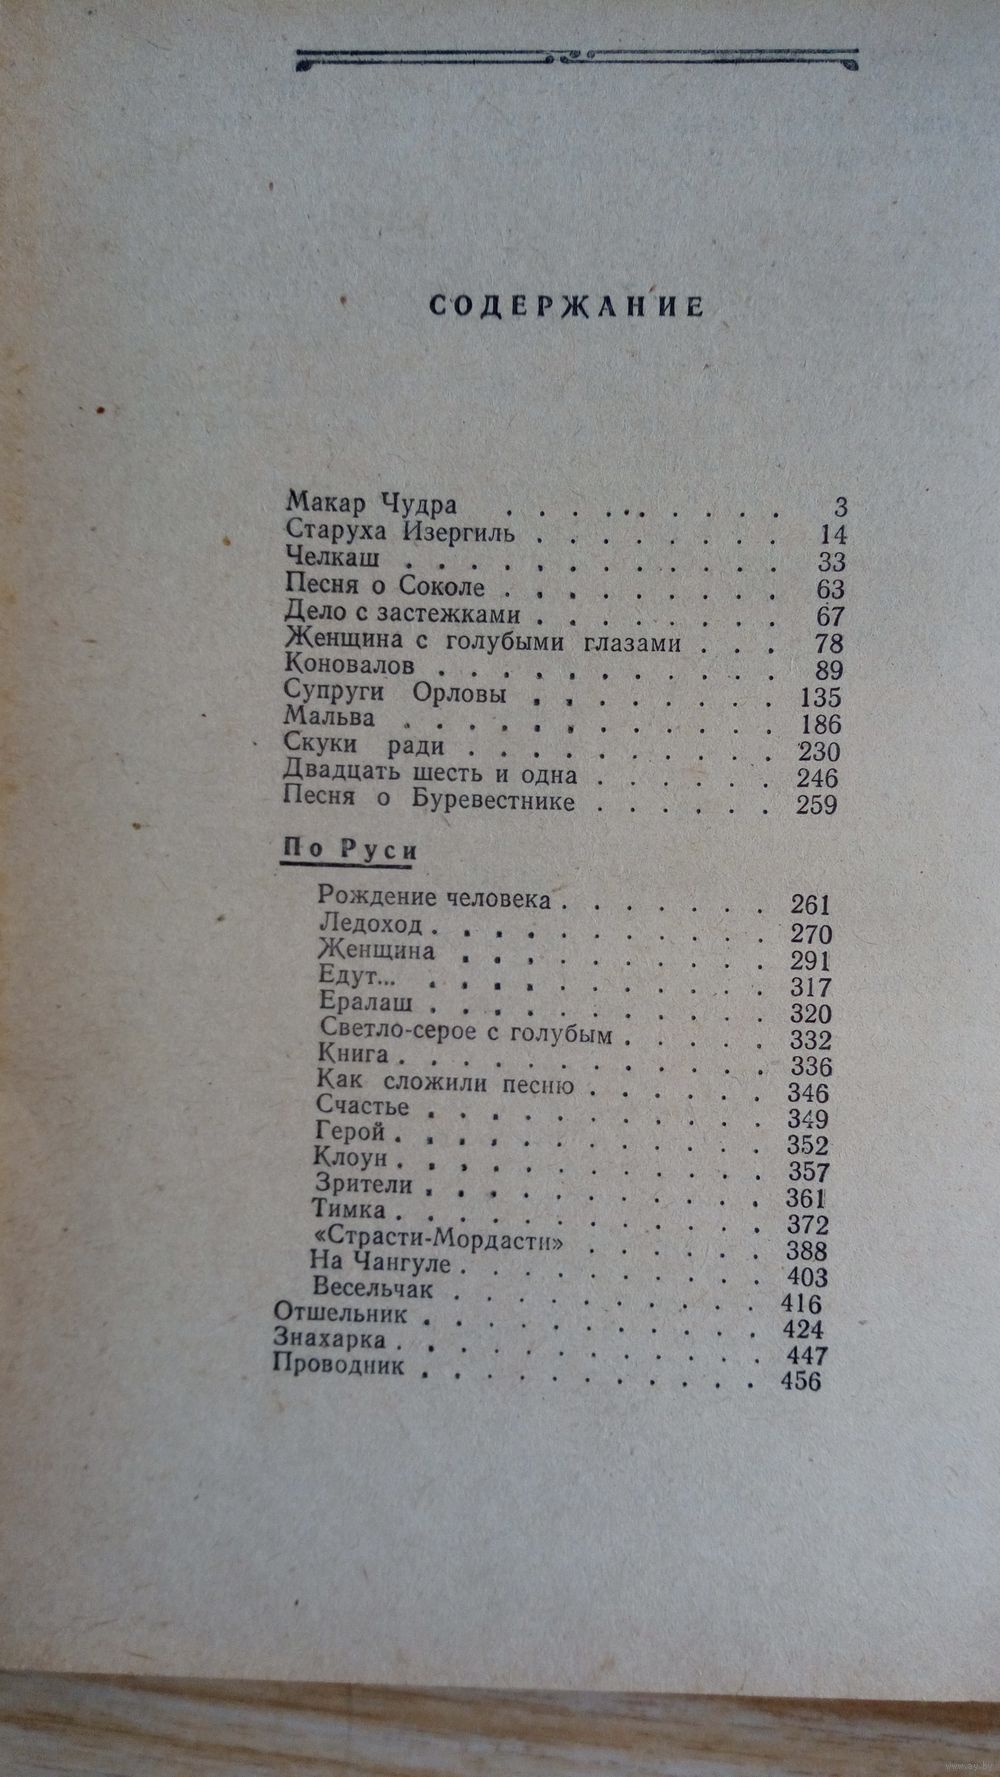 СОДЕРЖАНИЕ
Макар Чудра . . . . . . . . . 3
Старуха Изергиль . . . . . . . . 14
Челкаш . . . . . . . . . . . . 33
Песня о Соколе . . . . . . . . . 63
Дело с застежками . . . . . . . . 67
Женщина с голубыми глазами . . . 78
Коновалов . . . . . . . . . . . 89
Супруги Орловы . . . . . . . . 135
Мальва . . . . . . . . . . . . 186
Скуки ради . . . . . . . . . . 230
Двадцать шесть и одна . . . . . . 246
Песня о Буревестнике . . . . . . 259
По Руси
Рождение человека . . . . . . . 261
Ледоход . . . . . . . . . . . 270
Женщина . . . . . . . . . . 291
Едут... . . . . . . . . . . . 317
Ералаш . . . . . . . . . . . 320
Светло-серое с голубым . . . . . 332
Книга . . . . . . . . . . . . 336
Как сложили песню . . . . . . 346
Счастье . . . . . . . . . . . 349
Герой . . . . . . . . . . . . 352
Клоун . . . . . . . . . . . . 357
Зрители . . . . . . . . . . . 361
Тимка . . . . . . . . . . . . 372
«Страсти-Мордасти» . . . . . . 388
На Чангуле . . . . . . . . . . 403
Весельчак . . . . . . . . . . 416
Отшельник . . . . . . . . . . . 424
Знахарка . . . . . . . . . . . . 447
Проводник . . . . . . . . . . . 456
www.ay.by